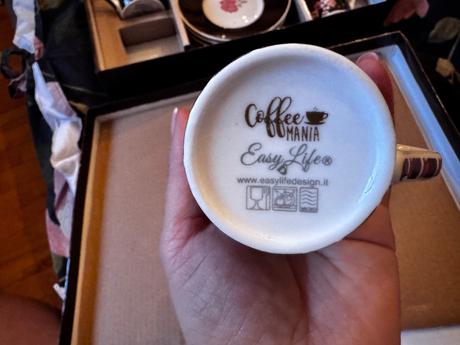 Coffee
MANIA
Easy Life®
www.easylifedesign.it